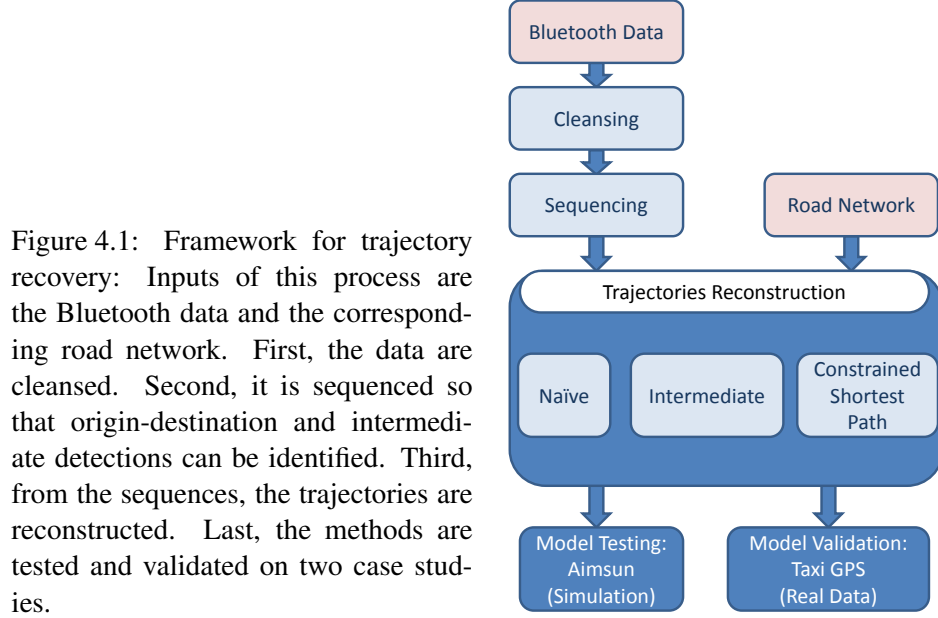 Figure 4.1: Framework for trajectory
recovery: Inputs of this process are
the Bluetooth data and the correspond-
ing road network. First, the data are
cleansed. Second, it is sequenced so
that origin-destination and intermedi-
ate detections can be identified. Third,
from the sequences, the trajectories are
reconstructed. Last, the methods are
tested and validated on two case stud-
ies.
Bluetooth Data
Cleansing
Sequencing
Road Network
Trajectories Reconstruction
Naïve
Intermediate
Constrained
Shortest
Path
Model Testing:
Aimsun
(Simulation)
Model Validation:
Taxi GPS
(Real Data)